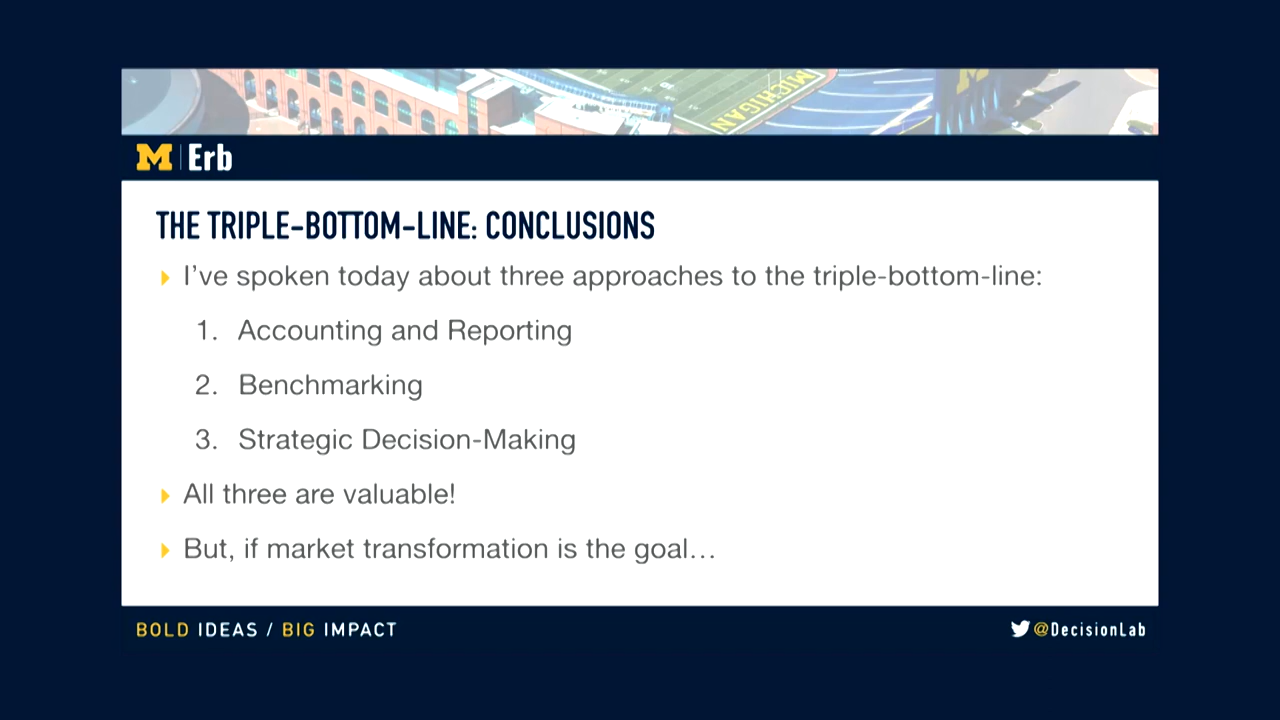 MICHIGAN
M
M | Erb
THE TRIPLE-BOTTOM-LINE: CONCLUSIONS
I’ve spoken today about three approaches to the triple-bottom-line:
1. Accounting and Reporting
2. Benchmarking
3. Strategic Decision-Making
All three are valuable!
But, if market transformation is the goal…
BOLD IDEAS / BIG IMPACT
@DecisionLab